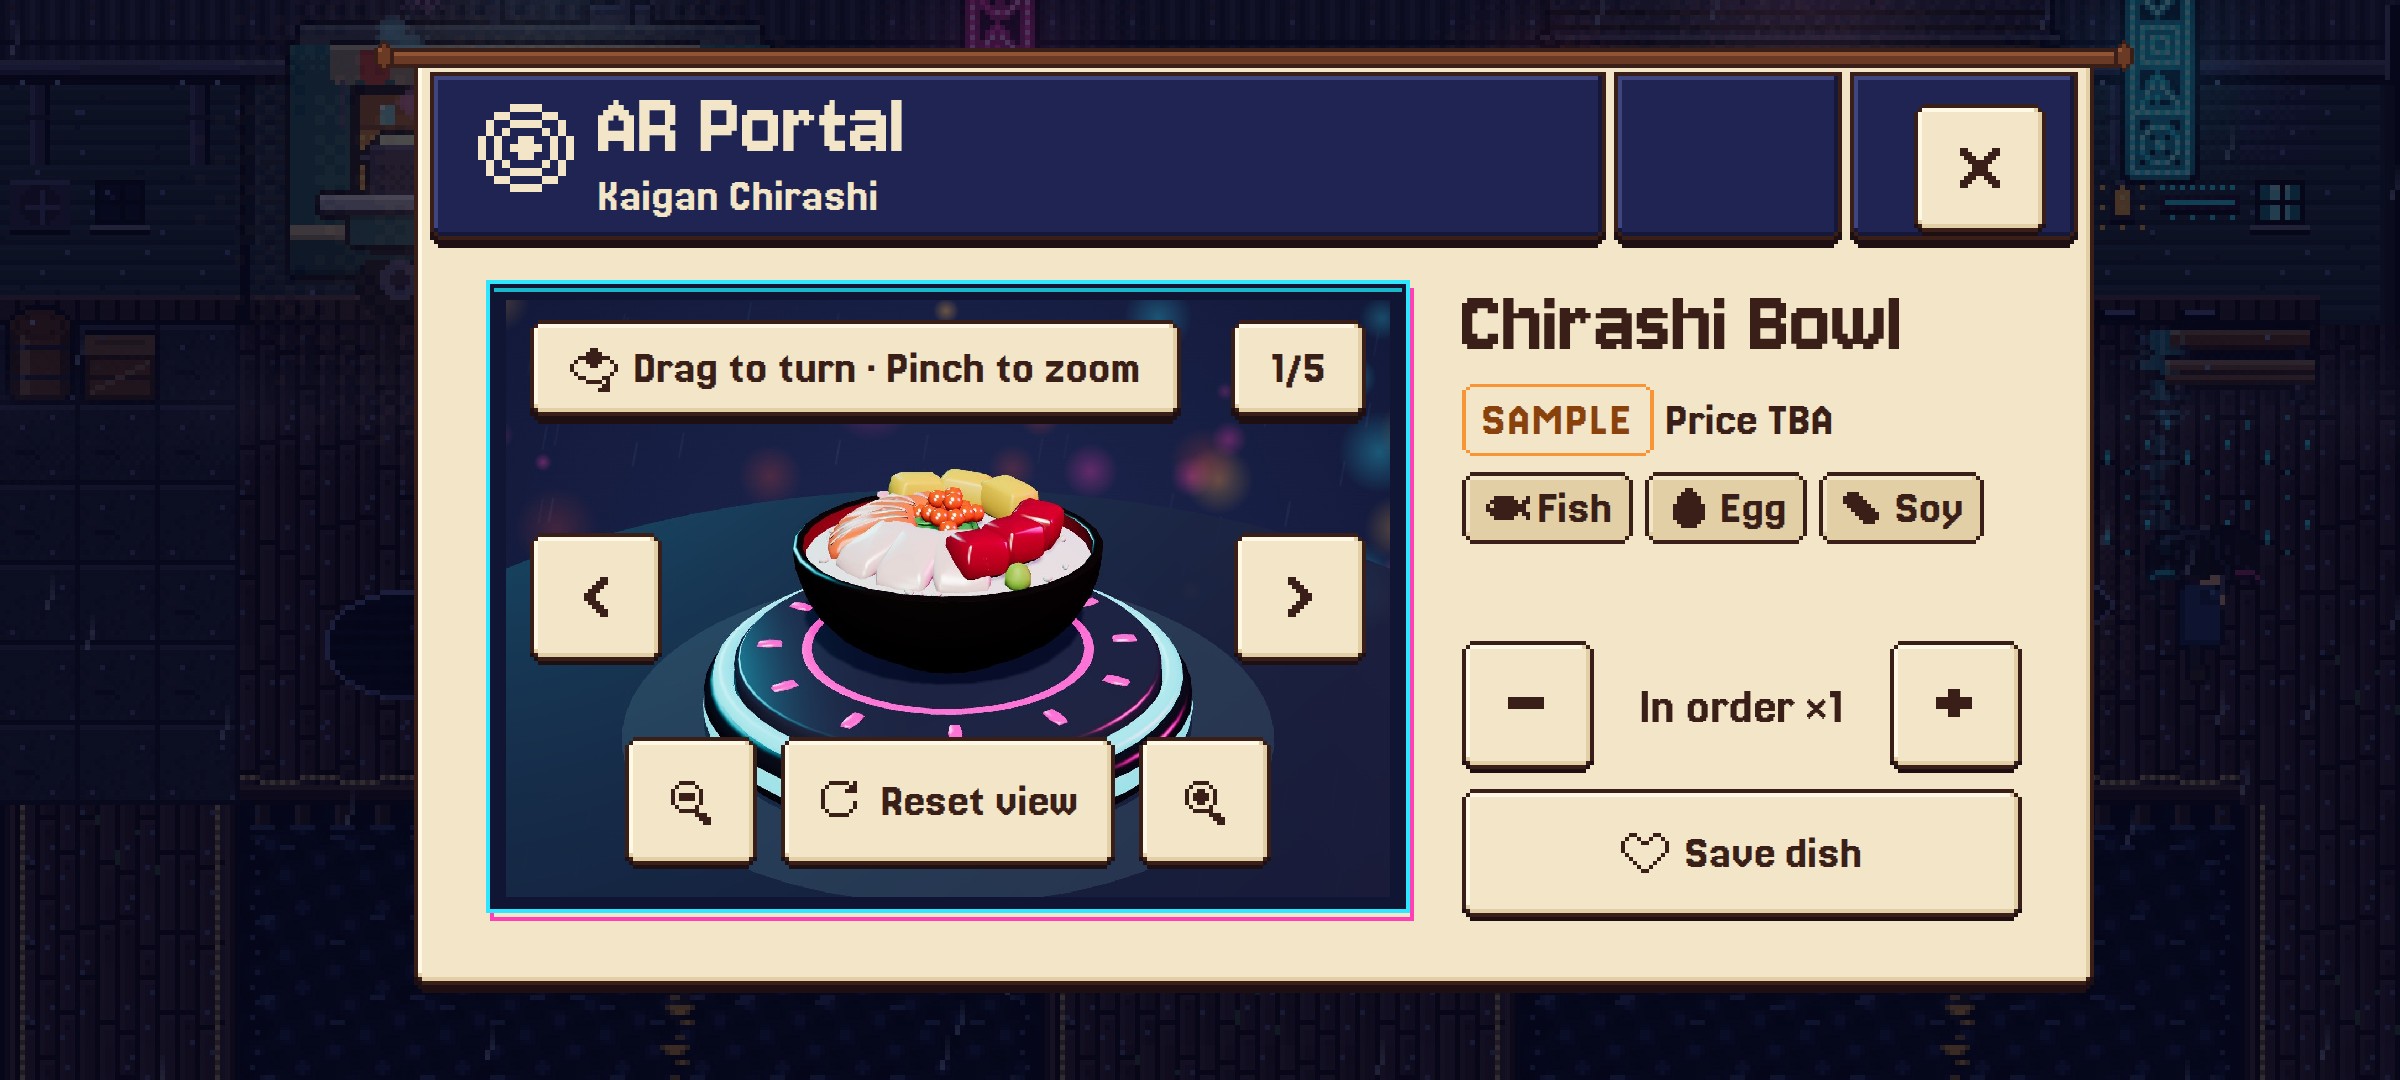 AR Portal
Kaigan Chirashi
Drag to turn · Pinch to zoom
1/5
Reset view
Chirashi Bowl
SAMPLE Price TBA
Fish Egg Soy
In order ×1
Save dish